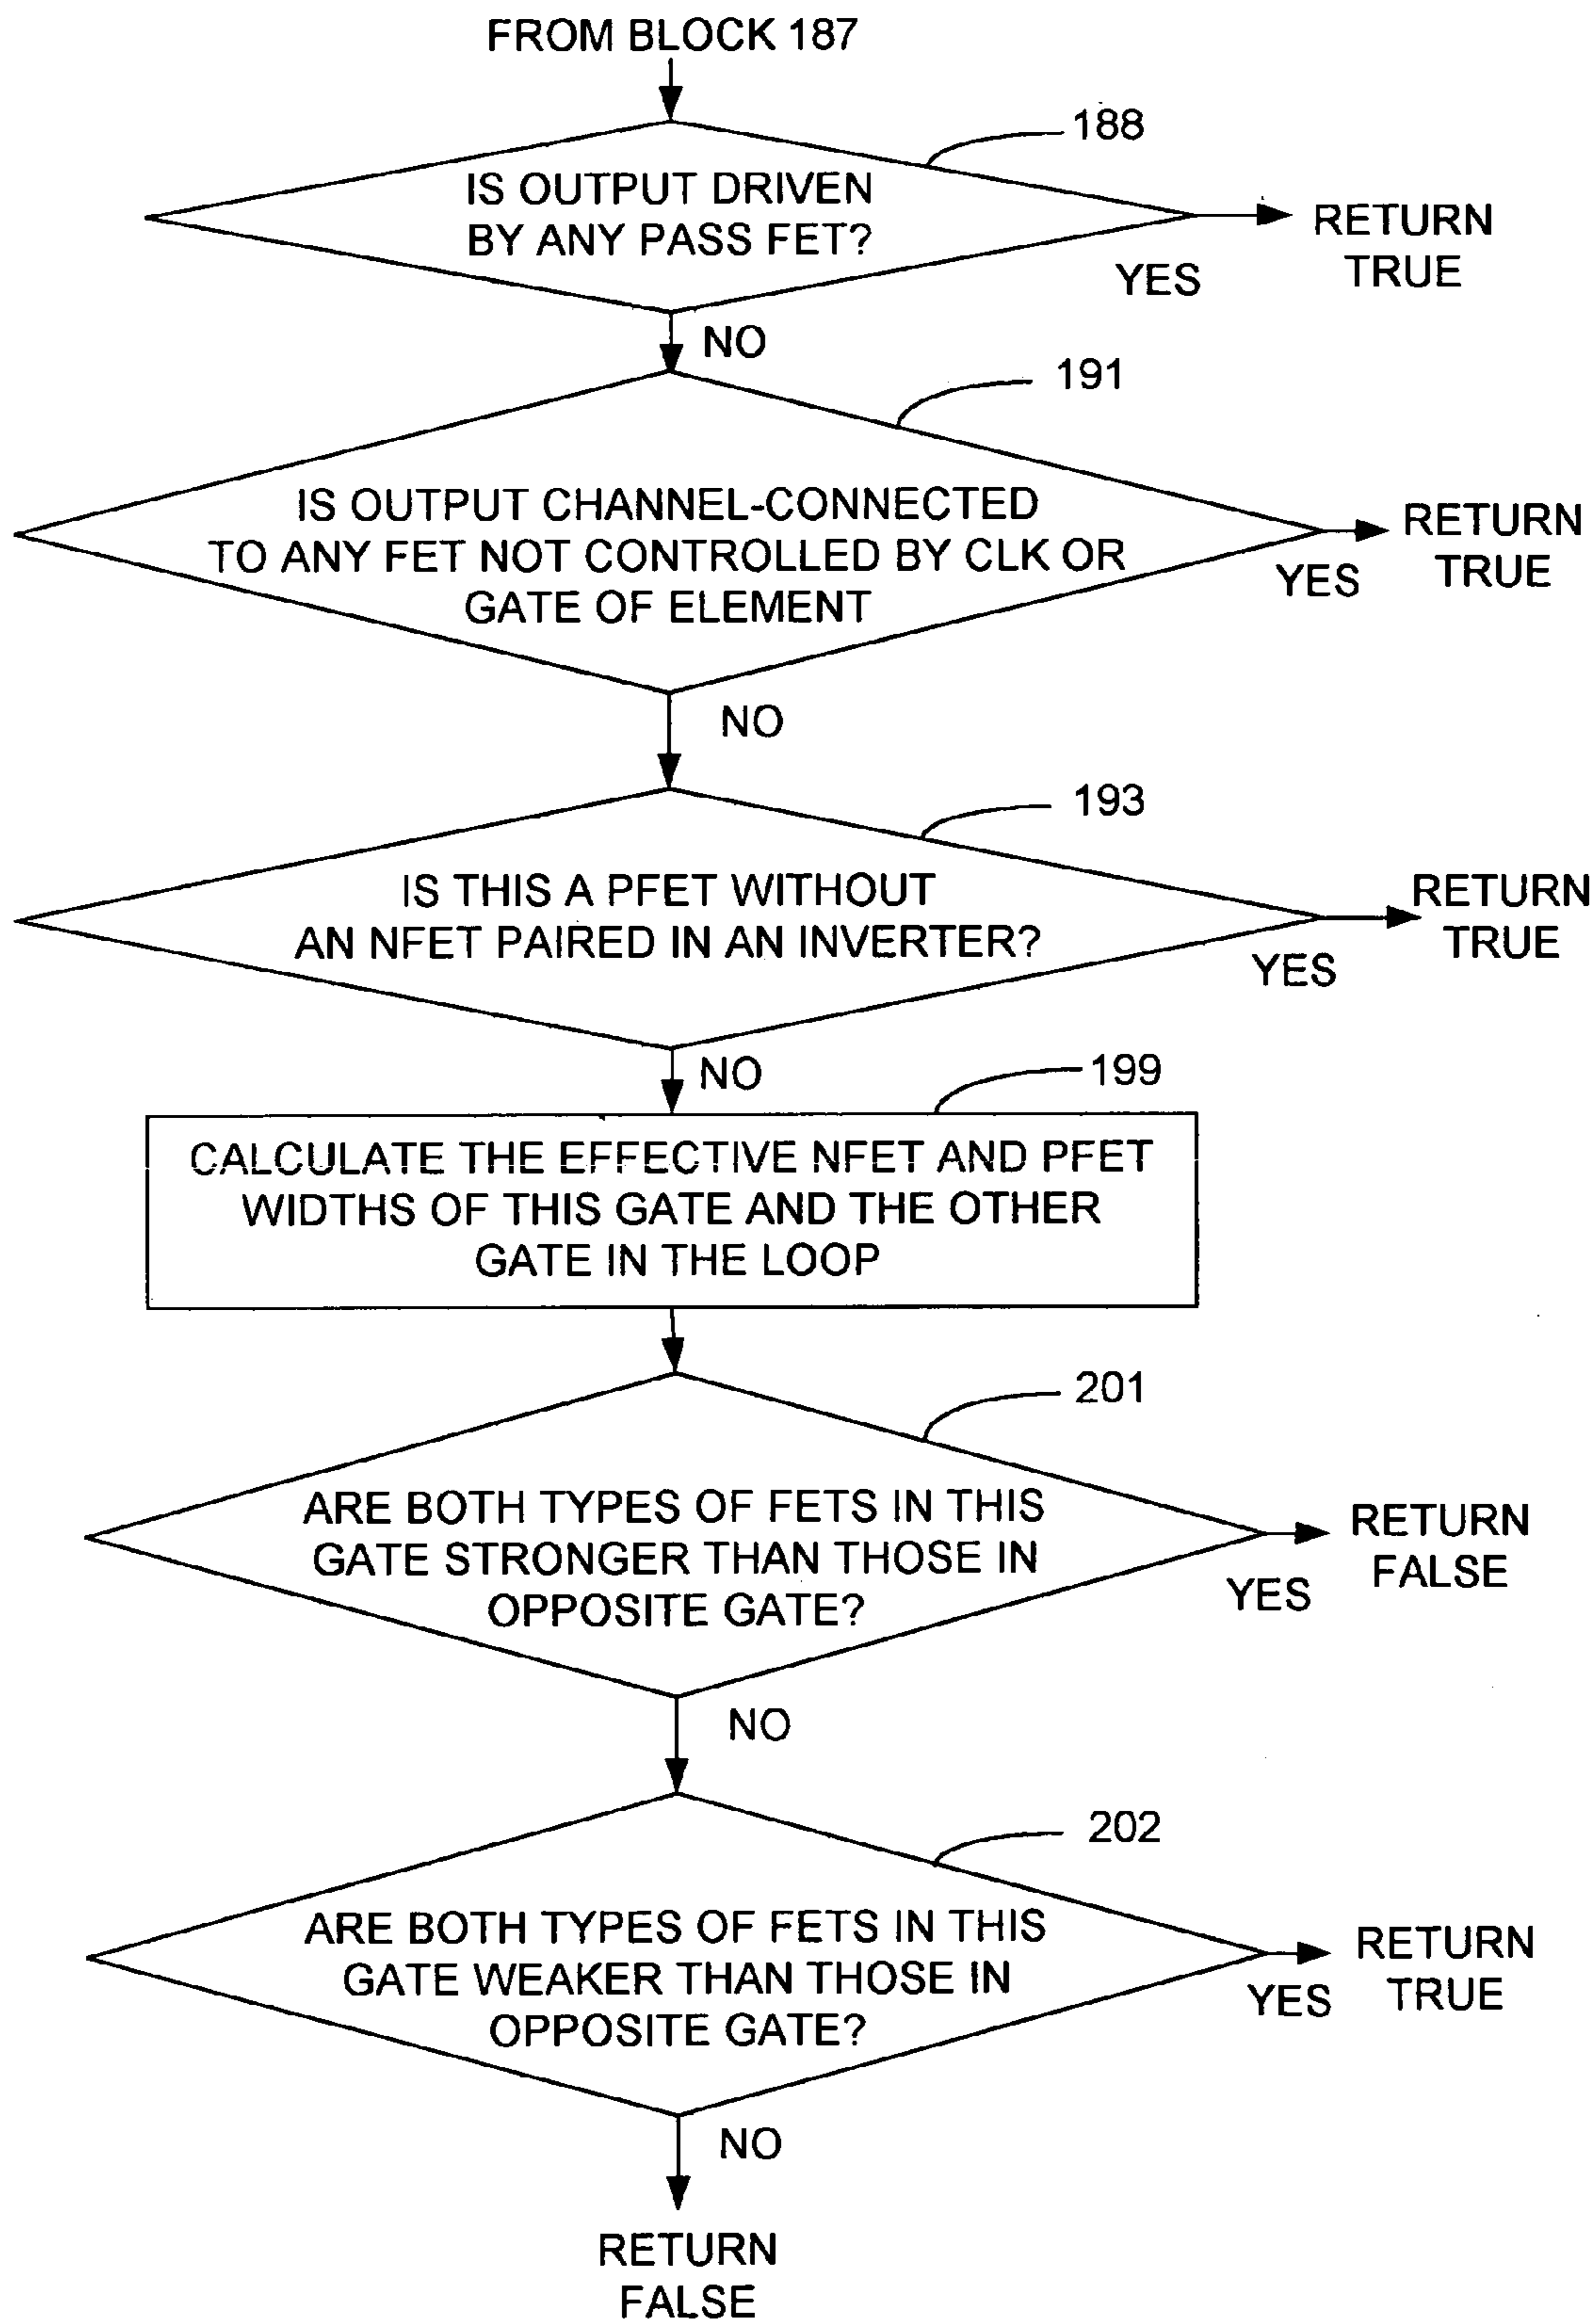 FROM BLOCK 187
188
IS OUTPUT DRIVEN
BY ANY PASS FET?
RETURN
TRUE
YES
NO
191
IS OUTPUT CHANNEL-CONNECTED
TO ANY FET NOT CONTROLLED BY CLK OR
GATE OF ELEMENT
RETURN
TRUE
YES
NO
193
IS THIS A PFET WITHOUT
AN NFET PAIRED IN AN INVERTER?
RETURN
TRUE
YES
NO
199
CALCULATE THE EFFECTIVE NFET AND PFET
WIDTHS OF THIS GATE AND THE OTHER
GATE IN THE LOOP
201
ARE BOTH TYPES OF FETS IN THIS
GATE STRONGER THAN THOSE IN
OPPOSITE GATE?
RETURN
FALSE
YES
NO
202
ARE BOTH TYPES OF FETS IN THIS
GATE WEAKER THAN THOSE IN
OPPOSITE GATE?
RETURN
TRUE
YES
NO
RETURN
FALSE